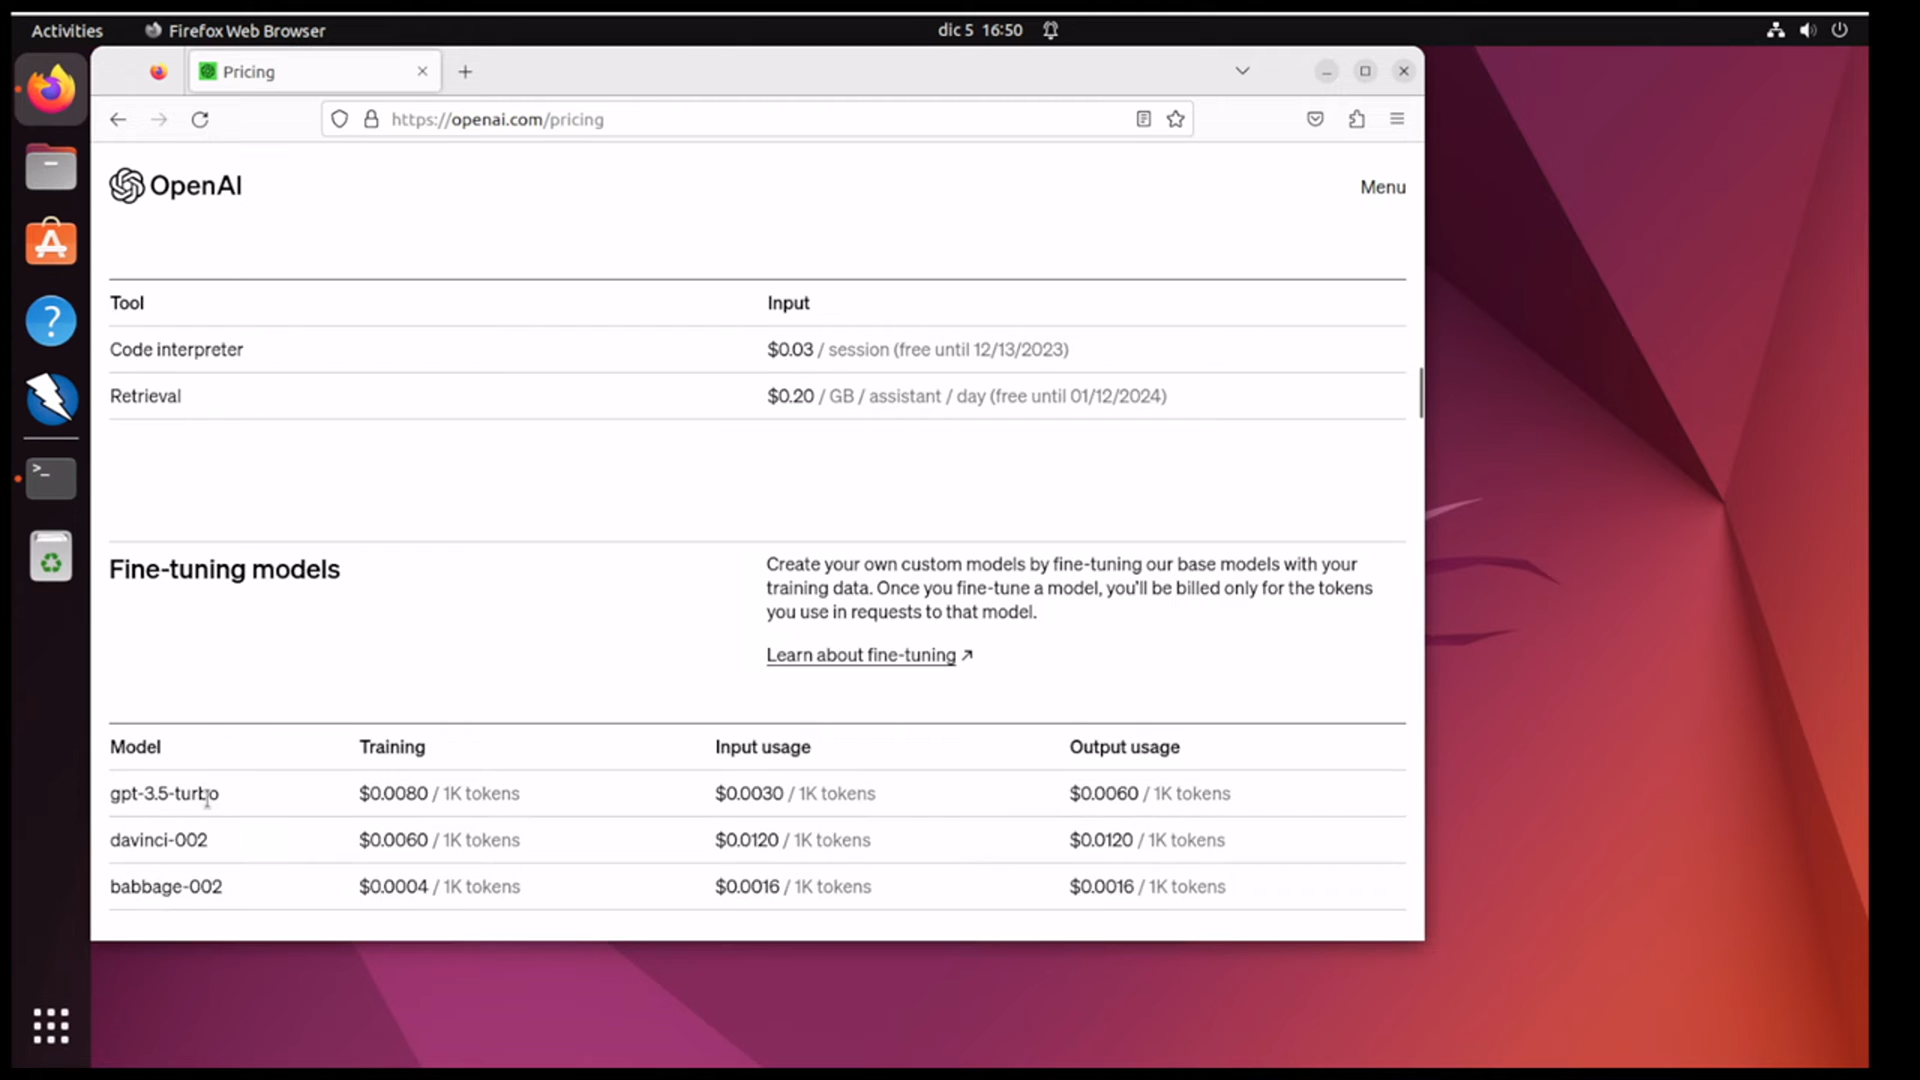 Activities
Firefox Web Browser
dic 5 16:50
Pricing
https://openai.com/pricing
OpenAI
Menu
Tool Input
Code interpreter $0.03 / session (free until 12/13/2023)
Retrieval $0.20 / GB / assistant / day (free until 01/12/2024)
Fine-tuning models
Create your own custom models by fine-tuning our base models with your
training data. Once you fine-tune a model, you'll be billed only for the tokens
you use in requests to that model.
Learn about fine-tuning ↗
Model Training Input usage Output usage
gpt-3.5-turbo $0.0080 / 1K tokens $0.0030 / 1K tokens $0.0060 / 1K tokens
davinci-002 $0.0060 / 1K tokens $0.0120 / 1K tokens $0.0120 / 1K tokens
babbage-002 $0.0004 / 1K tokens $0.0016 / 1K tokens $0.0016 / 1K tokens